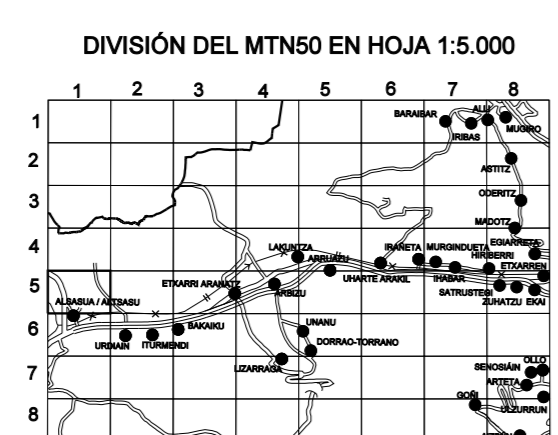 DIVISIÓN DEL MTN50 EN HOJA 1:5.000
1 2 3 4 5 6 7 8
1
BARAIBAR
ALLI
IRIBAS
MUGIRO
2
ASTITZ
3
ODERITZ
MADOTZ
4
LAKUNTZA
ARRUAZU
IRAÑETA
MURGINDUETA
HIRIBERRI
EGIARRETA
ETXARREN
5
ALSASUA / ALTSASU
ETXARRI ARANATZ
ARBIZU
UHARTE ARAKIL
IHABAR
SATRUSTEGI
ZUHATZU
EKAI
6
URDIAIN
ITURMENDI
BAKAIKU
UNANU
DORRAO-TORRANO
7
LIZARRAGA
SENOSIÁIN
OLLO
ARTETA
8
GOÑI
ULZURRUN